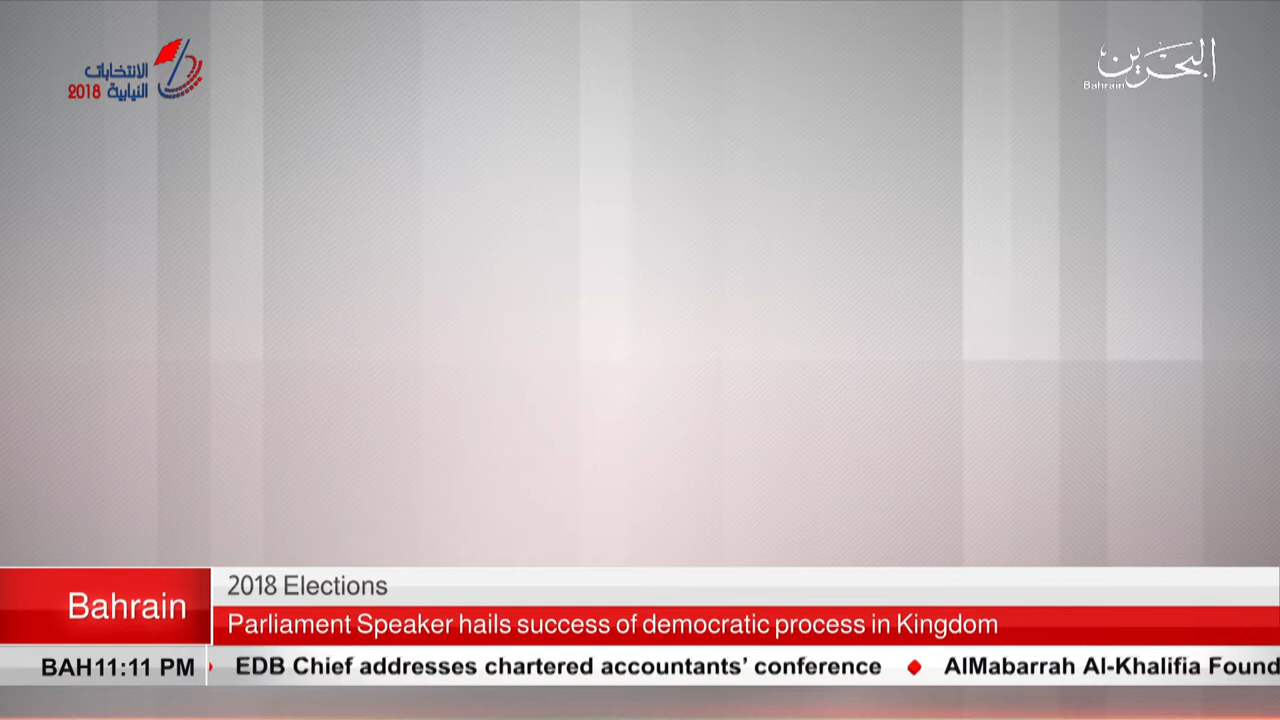 الانتخابات
النيابية 2018
البحرين
Bahrain
Bahrain
2018 Elections
Parliament Speaker hails success of democratic process in Kingdom
BAH11:11 PM
EDB Chief addresses chartered accountants’ conference ♦ AlMabarrah Al-Khalifia Found